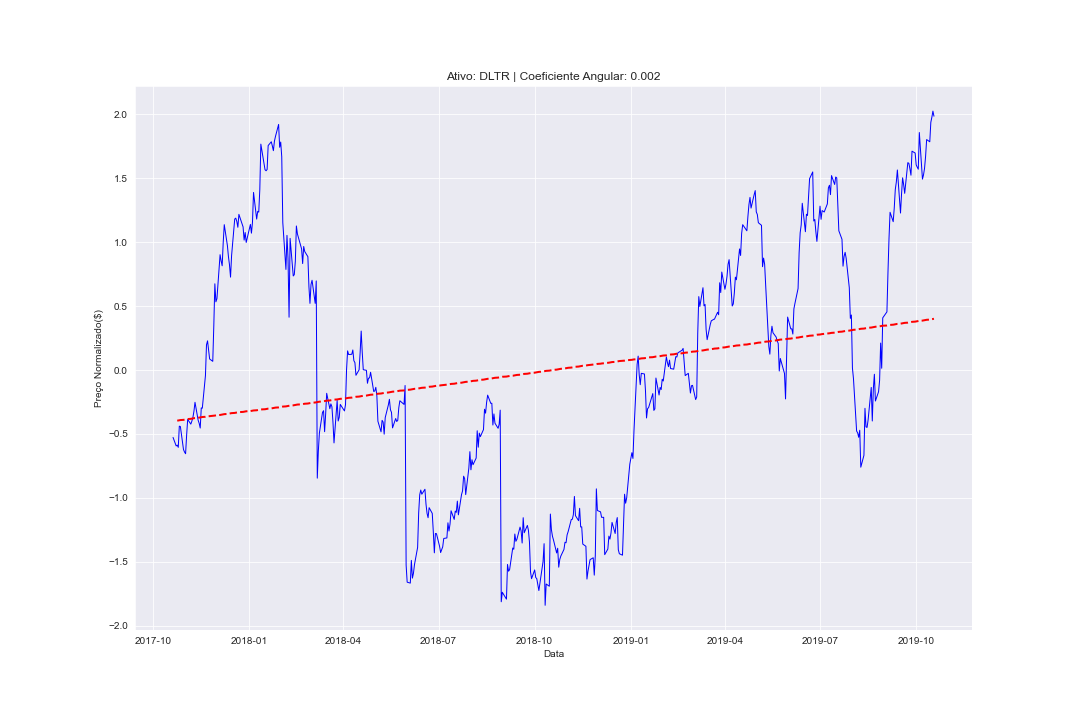 Ativo: DLTR | Coeficiente Angular: 0.002
Preço Normalizado($)
2.0
1.5
1.0
0.5
0.0
−0.5
−1.0
−1.5
−2.0
2017-10 2018-01 2018-04 2018-07 2018-10 2019-01 2019-04 2019-07 2019-10
Data